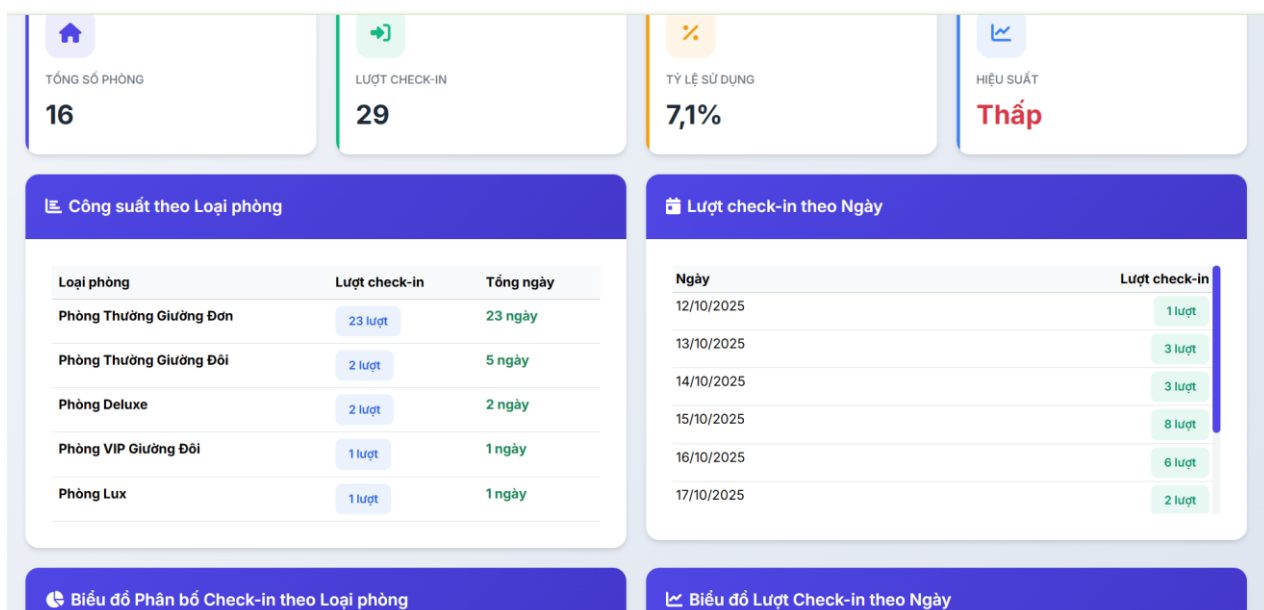 TỔNG SỐ PHÒNG
16
LƯỢT CHECK-IN
29
TỶ LỆ SỬ DỤNG
7,1%
HIỆU SUẤT
Thấp
Công suất theo Loại phòng
Loại phòng Lượt check-in Tổng ngày
Phòng Thường Giường Đơn 23 lượt 23 ngày
Phòng Thường Giường Đôi 2 lượt 5 ngày
Phòng Deluxe 2 lượt 2 ngày
Phòng VIP Giường Đôi 1 lượt 1 ngày
Phòng Lux 1 lượt 1 ngày
Lượt check-in theo Ngày
Ngày Lượt check-in
12/10/2025 1 lượt
13/10/2025 3 lượt
14/10/2025 3 lượt
15/10/2025 8 lượt
16/10/2025 6 lượt
17/10/2025 2 lượt
Biểu đồ Phân bố Check-in theo Loại phòng
Biểu đồ Lượt Check-in theo Ngày